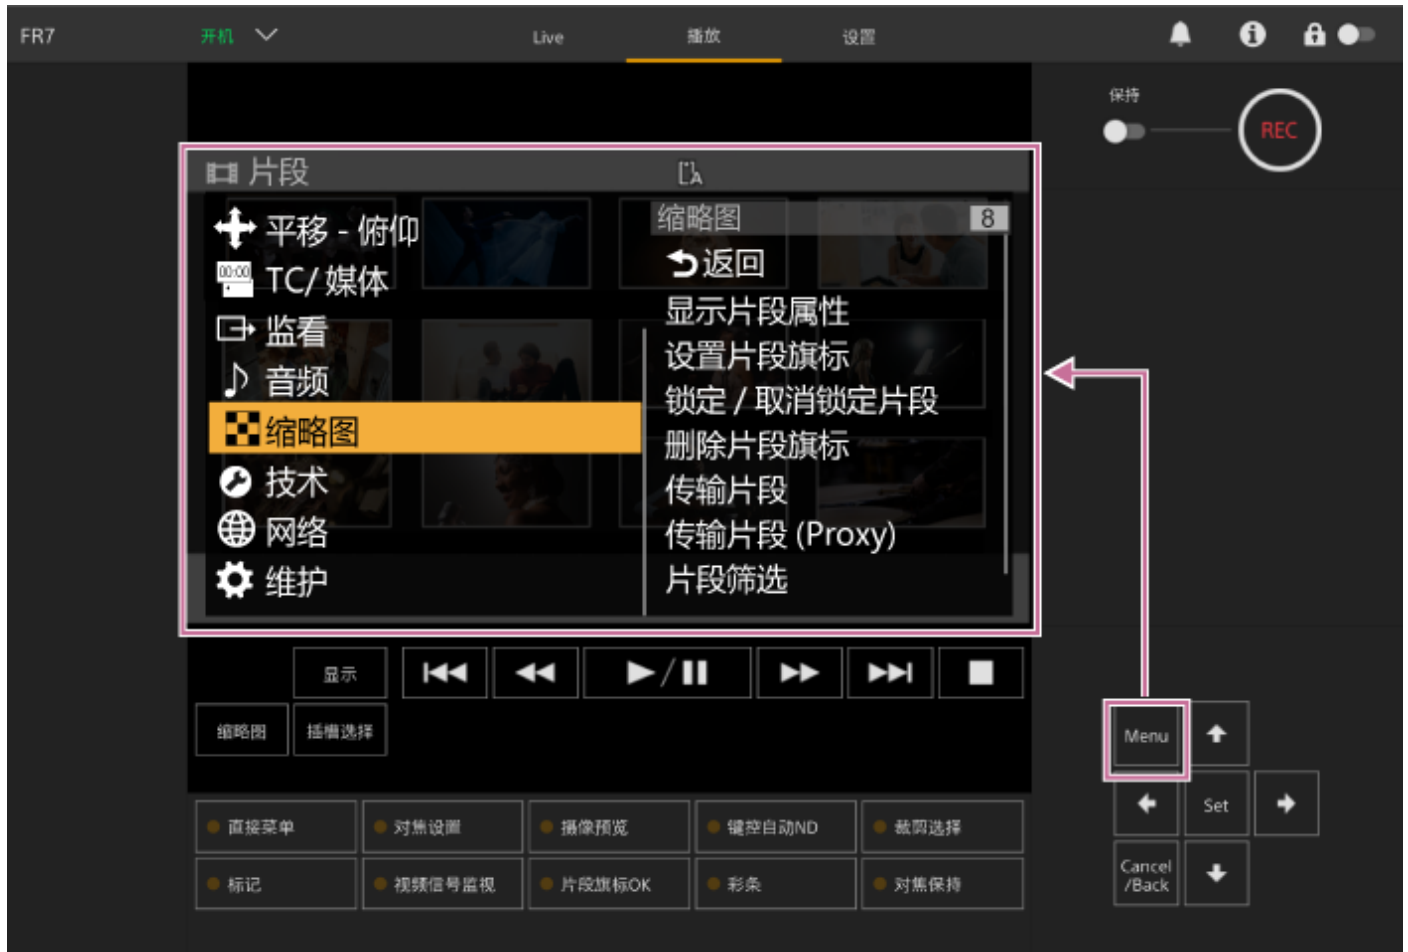 FR7 开机 Live 播放 设置
保持
REC
片段 A
平移 - 俯仰
TC/ 媒体
监看
音频
缩略图
技术
网络
维护
缩略图 8
返回
显示片段属性
设置片段旗标
锁定 / 取消锁定片段
删除片段旗标
传输片段
传输片段 (Proxy)
片段筛选
显示
缩略图 插槽选择
Menu
Set
Cancel
/Back
直接菜单 对焦设置 摄像预览 键控自动ND 裁剪选择
标记 视频信号监视 片段旗标OK 彩条 对焦保持